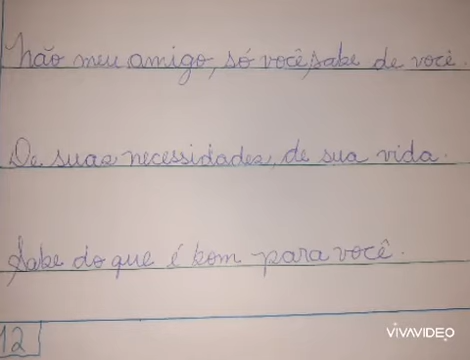 não meu amigo, só você, sabe de você.
De suas necessidades, de sua vida.
Sabe do que é bom para você.
12
VIVAVIDEO